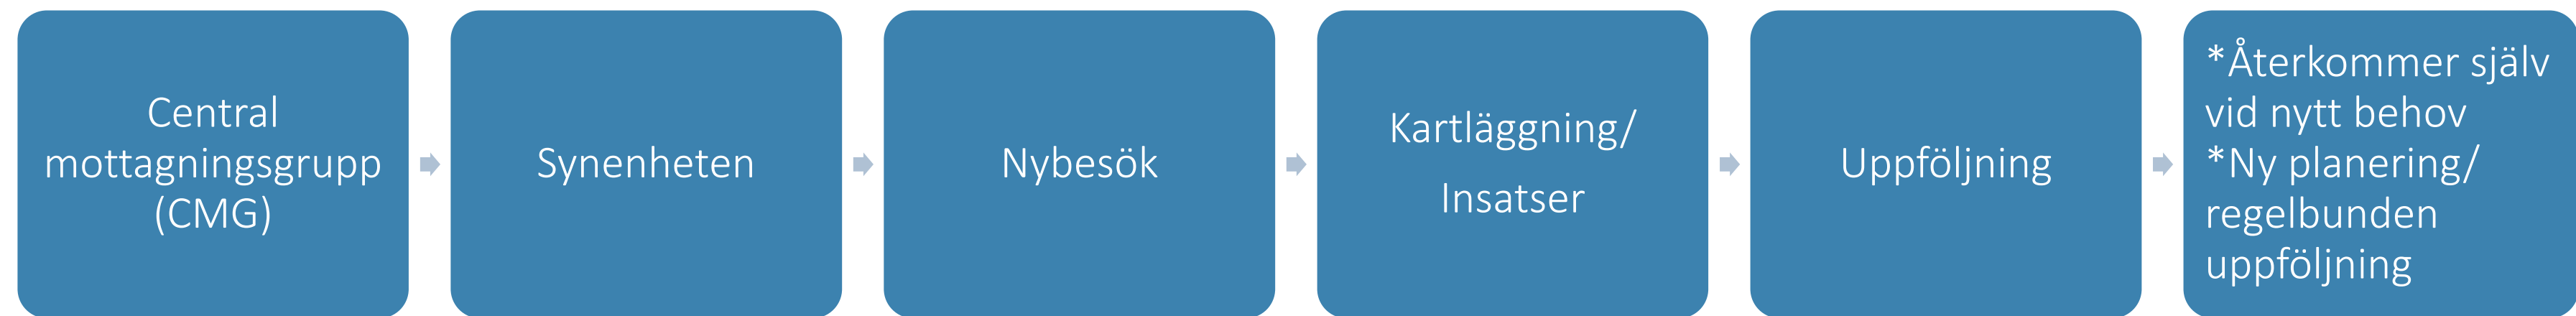 Central
mottagningsgrupp
(CMG)
Synenheten
Nybesök
Kartläggning/
Insatser
Uppföljning
*Återkommer själv
vid nytt behov
*Ny planering/
regelbunden
uppföljning